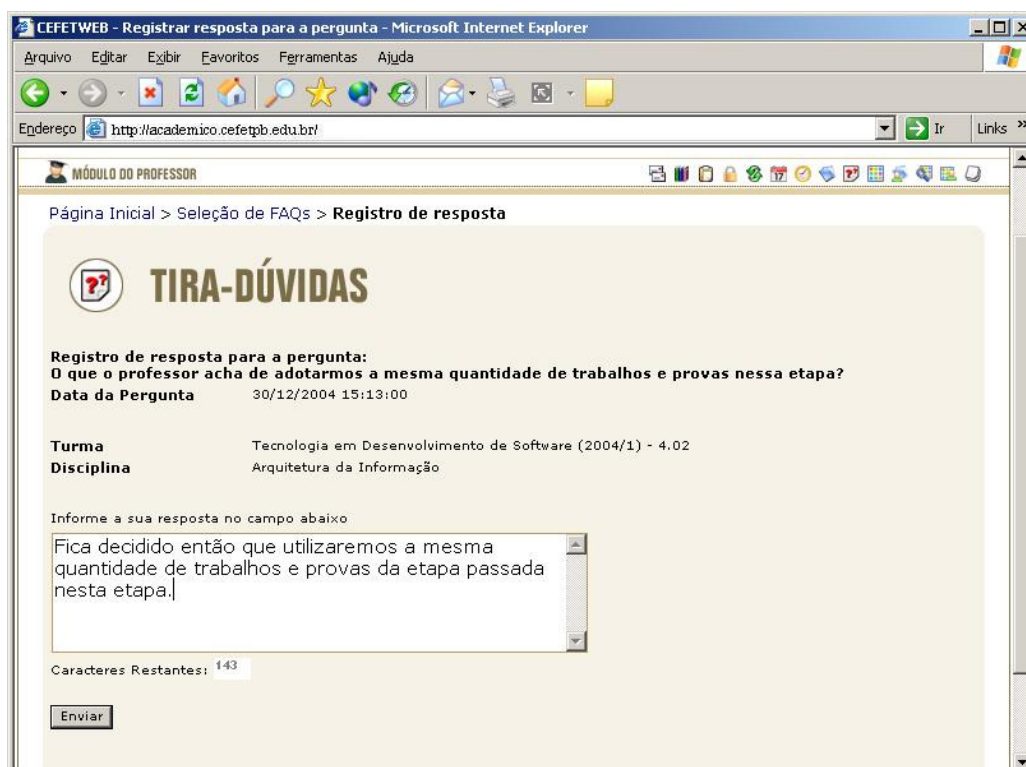 CEFETWEB - Registrar resposta para a pergunta - Microsoft Internet Explorer
Arquivo Editar Exibir Favoritos Ferramentas Ajuda
Endereço http://academico.cefetpb.edu.br/ Ir Links »
MÓDULO DO PROFESSOR 17
Página Inicial > Seleção de FAQs > Registro de resposta
?? TIRA-DÚVIDAS
Registro de resposta para a pergunta:
O que o professor acha de adotarmos a mesma quantidade de trabalhos e provas nessa etapa?
Data da Pergunta 30/12/2004 15:13:00
Turma Tecnologia em Desenvolvimento de Software (2004/1) - 4.02
Disciplina Arquitetura da Informação
Informe a sua resposta no campo abaixo
Fica decidido então que utilizaremos a mesma
quantidade de trabalhos e provas da etapa passada
nesta etapa.
Caracteres Restantes: 143
Enviar